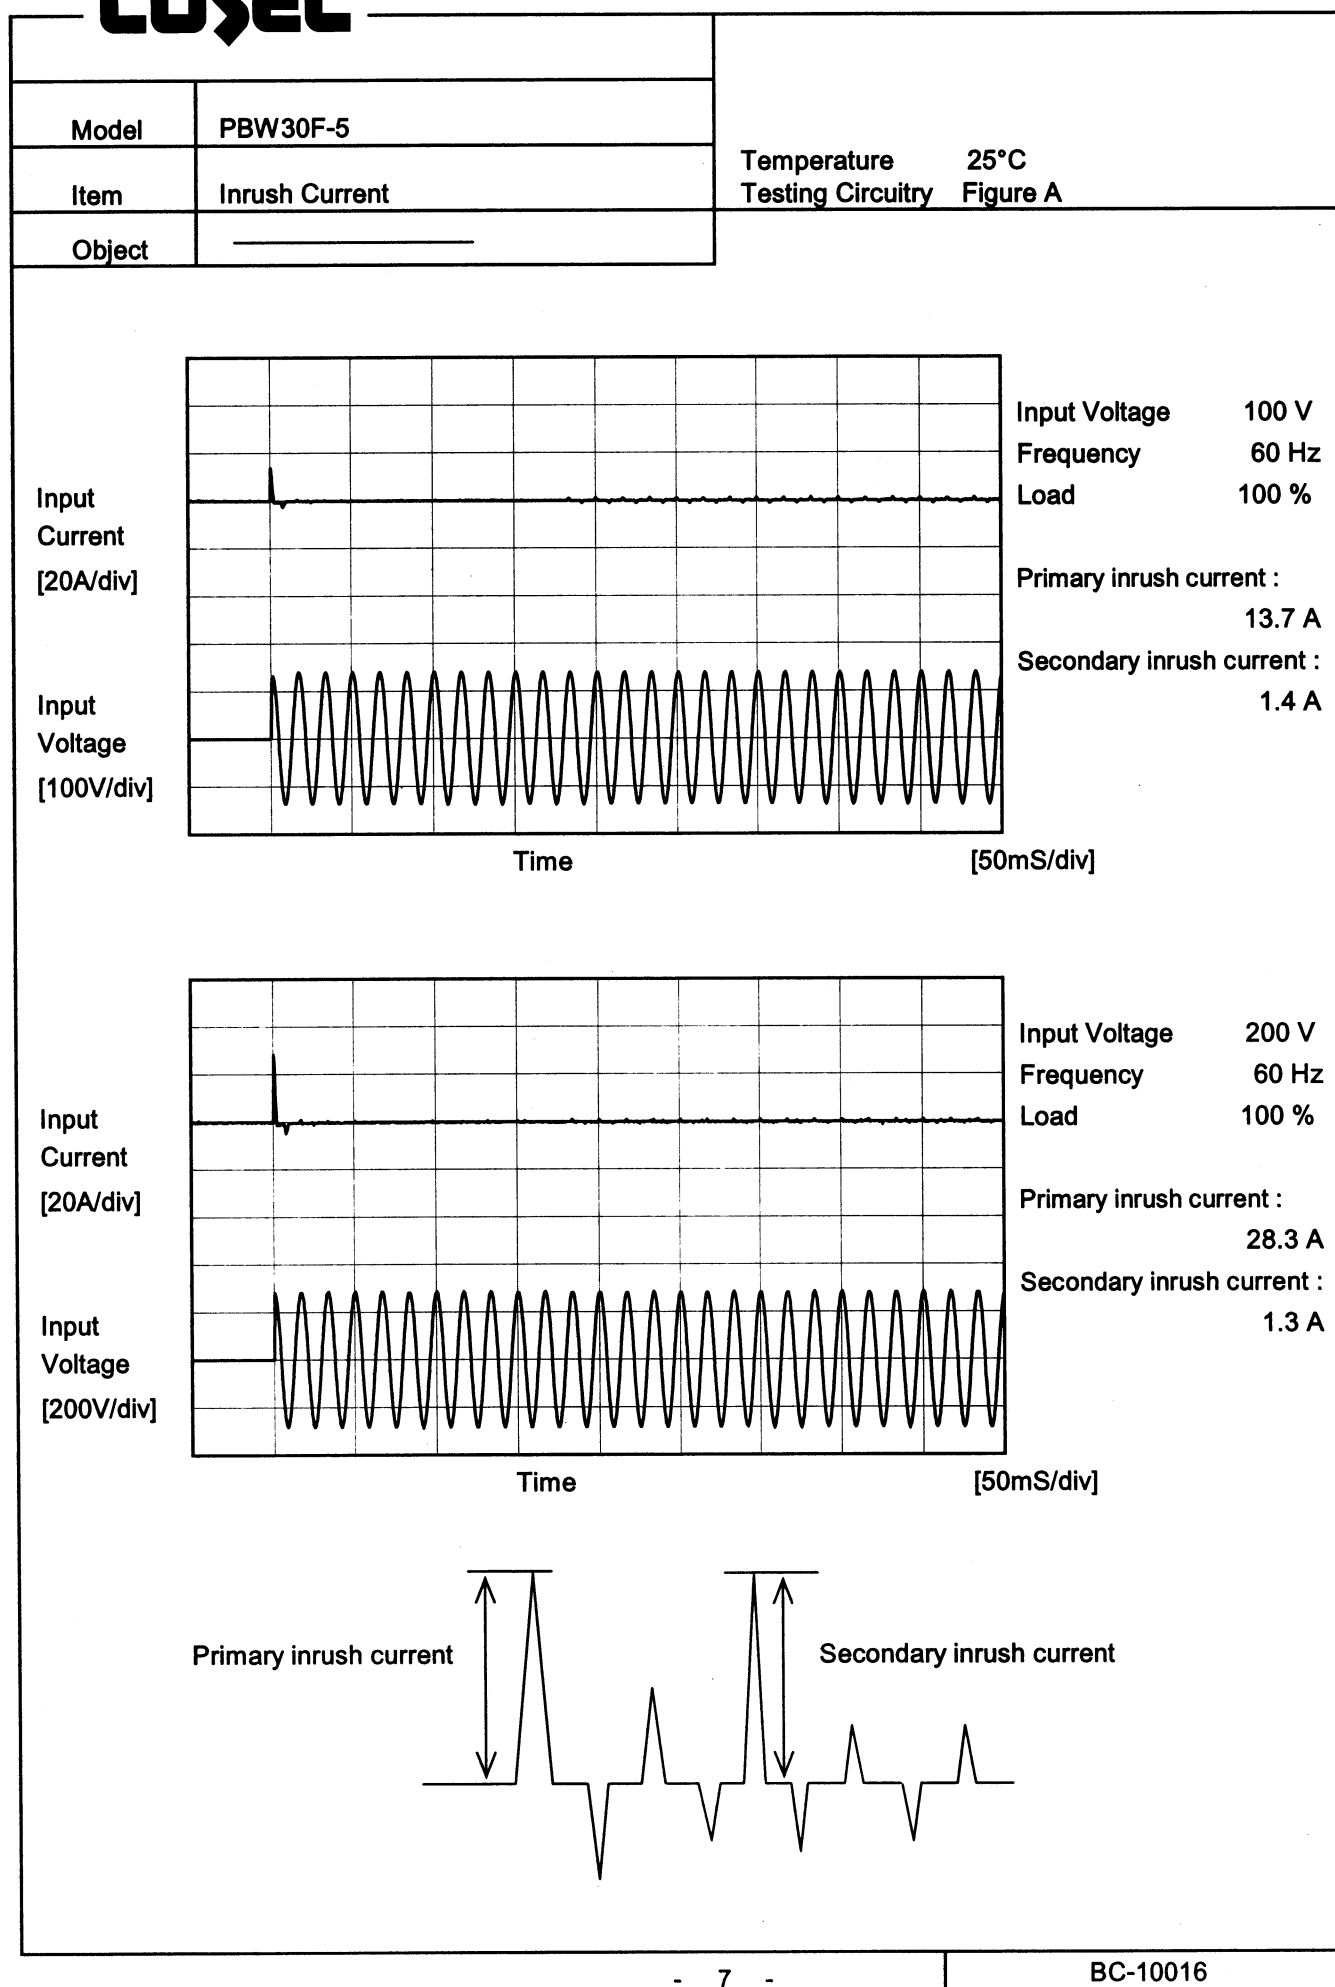 COSEL
Model PBW30F-5
Item Inrush Current
Object
Temperature 25°C
Testing Circuitry Figure A
Input
Current
[20A/div]
Input
Voltage
[100V/div]
Time [50mS/div]
Input Voltage 100 V
Frequency 60 Hz
Load 100 %
Primary inrush current :
13.7 A
Secondary inrush current :
1.4 A
Input
Current
[20A/div]
Input
Voltage
[200V/div]
Time [50mS/div]
Input Voltage 200 V
Frequency 60 Hz
Load 100 %
Primary inrush current :
28.3 A
Secondary inrush current :
1.3 A
Primary inrush current
Secondary inrush current
- 7 -
BC-10016